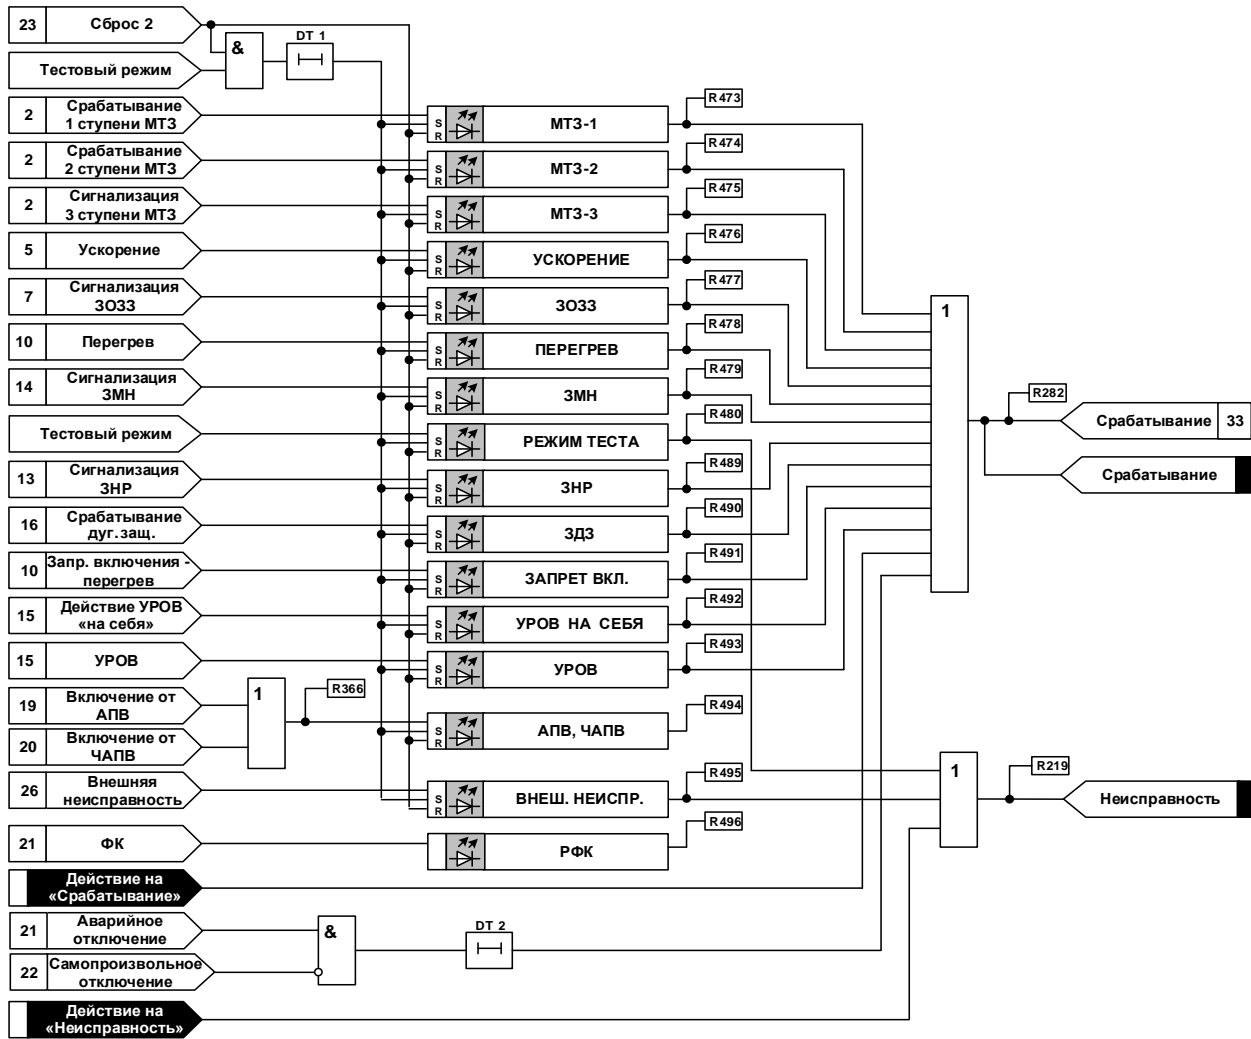 23 Сброс 2
&
DT 1
Тестовый режим
2 Срабатывание
1 ступени МТЗ
S
R
МТЗ-1
R473
2 Срабатывание
2 ступени МТЗ
S
R
МТЗ-2
R474
2 Сигнализация
3 ступени МТЗ
S
R
МТЗ-3
R475
5 Ускорение
S
R
УСКОРЕНИЕ
R476
7 Сигнализация
ЗОЗЗ
S
R
ЗОЗЗ
R477
10 Перегрев
S
R
ПЕРЕГРЕВ
R478
14 Сигнализация
ЗМН
S
R
ЗМН
R479
Тестовый режим
S
R
РЕЖИМ ТЕСТА
R480
13 Сигнализация
ЗНР
S
R
ЗНР
R489
16 Срабатывание
дуг.защ.
S
R
ЗДЗ
R490
10 Запр. включения -
перегрев
S
R
ЗАПРЕТ ВКЛ.
R491
15 Действие УРОВ
«на себя»
S
R
УРОВ НА СЕБЯ
R492
15 УРОВ
S
R
УРОВ
R493
19 Включение от
АПВ
20 Включение от
ЧАПВ
1
R366
S
R
АПВ, ЧАПВ
R494
26 Внешняя
неисправность
S
R
ВНЕШ. НЕИСПР.
R495
21 ФК
РФК
R496
Действие на
«Срабатывание»
21 Аварийное
отключение
22 Самопроизвольное
отключение
&
DT 2
Действие на
«Неисправность»
1
R282
Срабатывание 33
Срабатывание
1
R219
Неисправность